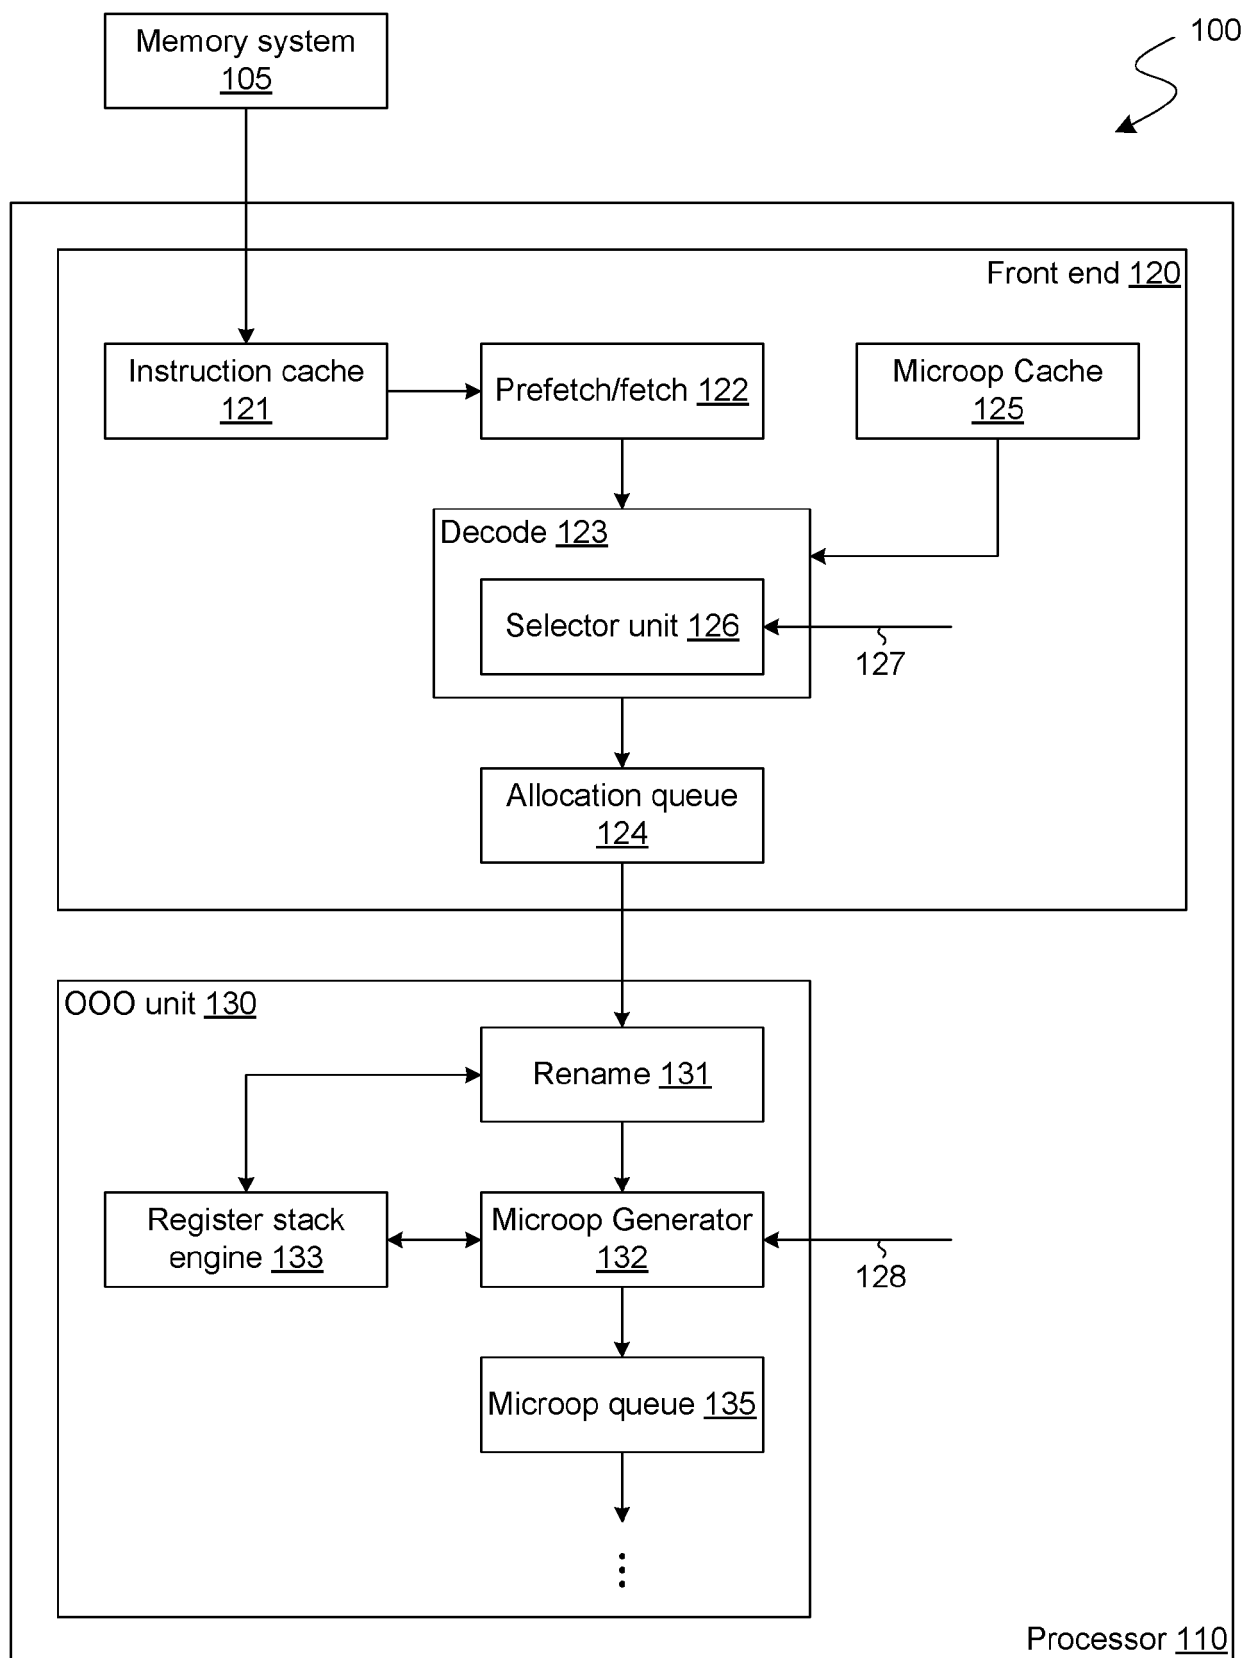 Memory system
105
100
Front end 120
Instruction cache
121
Prefetch/fetch 122
Microop Cache
125
Decode 123
Selector unit 126
127
Allocation queue
124
OOO unit 130
Rename 131
Register stack
engine 133
Microop Generator
132
128
Microop queue 135
Processor 110